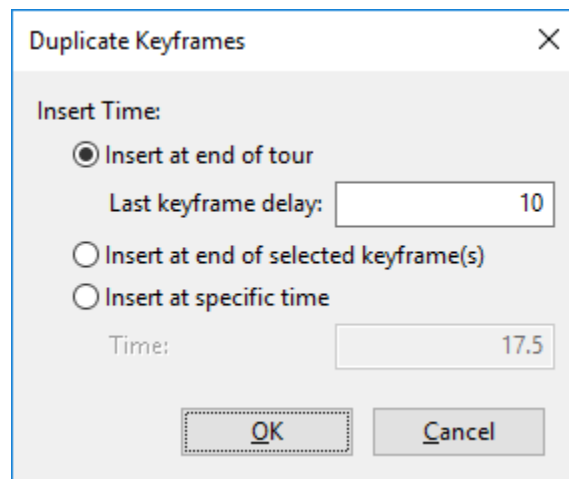 Duplicate Keyframes
Insert Time:
Insert at end of tour
Last keyframe delay: 10
Insert at end of selected keyframe(s)
Insert at specific time
Time: 17.5
OK Cancel